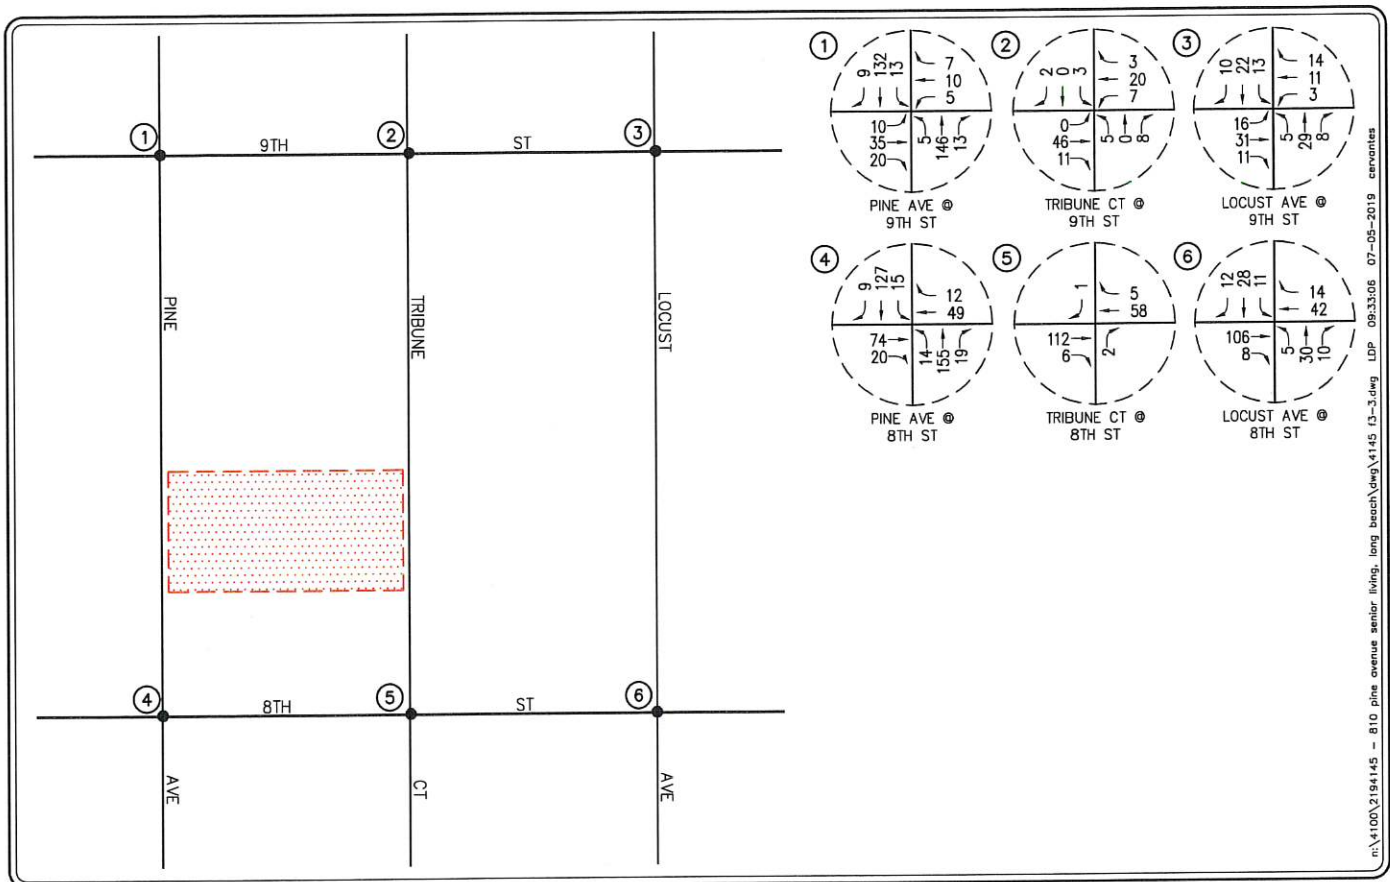 1
2
3
9TH ST
PINE
TRIBUNE
LOCUST
4
5
6
8TH ST
AVE
CT
AVE
1
9 132 13
7
10
5
10
35
20
5 146 13
PINE AVE @
9TH ST
2
2 0 3
3
20
7
0
46
11
5 0 8
TRIBUNE CT @
9TH ST
3
10 22 13
14
11
3
16
31
11
5 29 8
LOCUST AVE @
9TH ST
4
9 127 15
12
49
74
20
14 155 19
PINE AVE @
8TH ST
5
1
5
58
112
6
2
TRIBUNE CT @
8TH ST
6
12 28 11
14
42
106
8
5 30 10
LOCUST AVE @
8TH ST
n:\4100\2194145 - 810 pine avenue senior living, long beach\dwg\4145 f3-3.dwg LDP 09:33:06 07-05-2019 cervantes